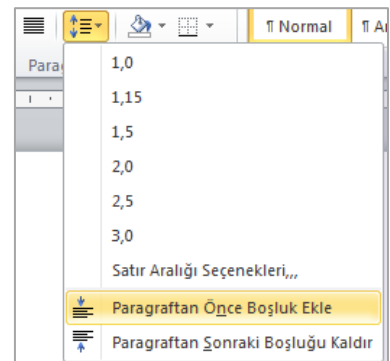 ¶ Normal ¶ A
Para
1,0
1,15
1,5
2,0
2,5
3,0
Satır Aralığı Seçenekleri,,,
Paragraftan Önce Boşluk Ekle
Paragraftan Sonraki Boşluğu Kaldır